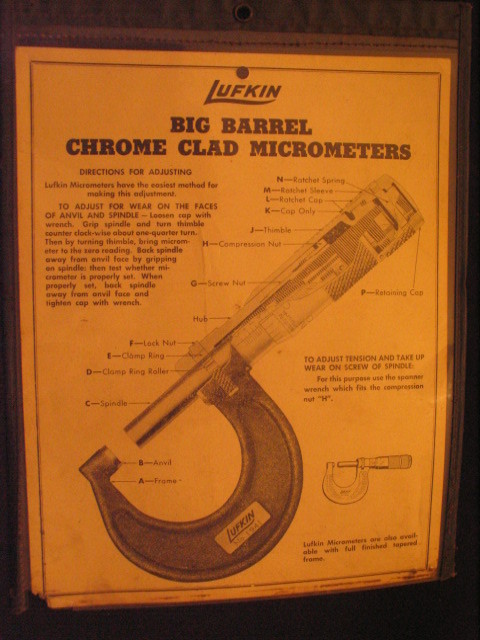 LUFKIN
BIG BARREL
CHROME CLAD MICROMETERS
DIRECTIONS FOR ADJUSTING
Lufkin Micrometers have the easiest method for
making this adjustment.
TO ADJUST FOR WEAR ON THE FACES
OF ANVIL AND SPINDLE — Loosen cap with
wrench. Grip spindle and turn thimble
counter clock-wise about one-quarter turn.
Then by turning thimble, bring microm-
eter to the zero reading. Back spindle
away from anvil face by gripping
on spindle: then test whether mi-
crometer is properly set. When
properly set, back spindle
away from anvil face and
tighten cap with wrench.
N—Ratchet Spring
M—Ratchet Sleeve
L—Ratchet Cap
K—Cap Only
J—Thimble
H—Compression Nut
G—Screw Nut
P—Retaining Cap
Hub
F—Lock Nut
E—Clamp Ring
D—Clamp Ring Roller
C—Spindle
B—Anvil
A—Frame
TO ADJUST TENSION AND TAKE UP
WEAR ON SCREW OF SPINDLE:
For this purpose use the spanner
wrench which fits the compression
nut "H".
LUFKIN
Lufkin Micrometers are also avail-
able with full finished tapered
frame.